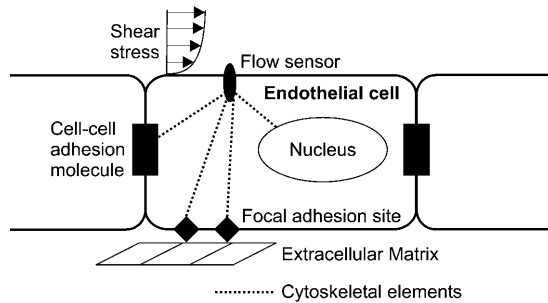 Shear
stress
Flow sensor
Endothelial cell
Cell-cell
adhesion
molecule
Nucleus
Focal adhesion site
Extracellular Matrix
Cytoskeletal elements